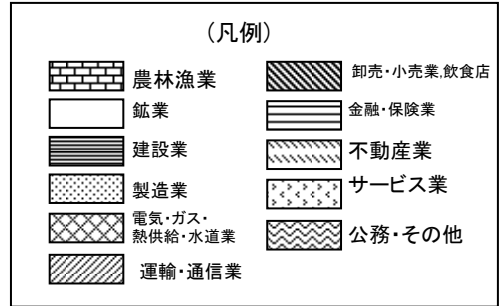 (凡例)
農林漁業
鉱業
建設業
製造業
電気・ガス・
熱供給・水道業
運輸・通信業
卸売・小売業,飲食店
金融・保険業
不動産業
サービス業
公務・その他